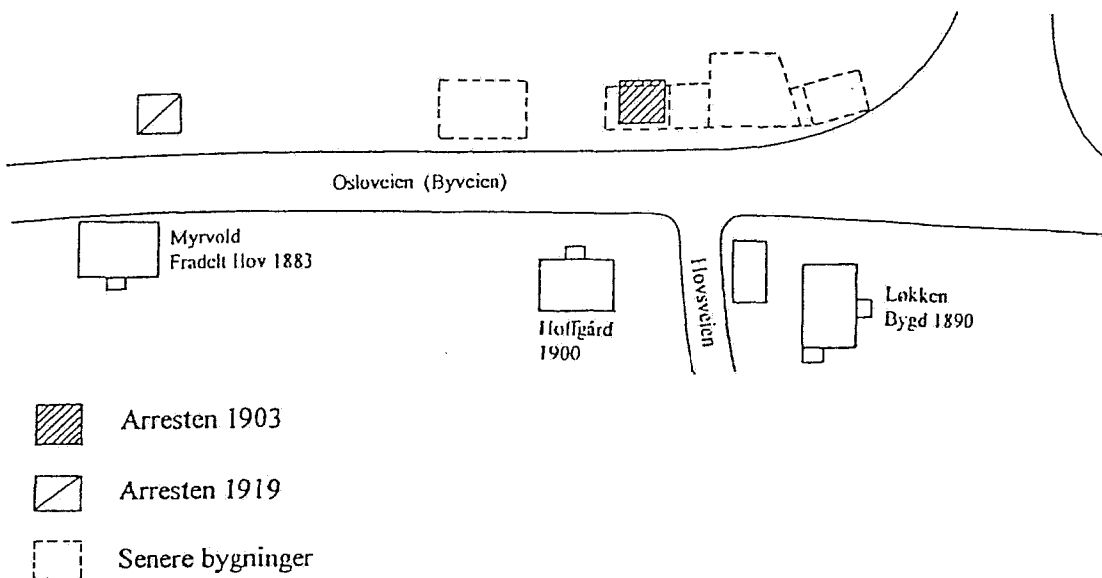 Osloveien (Byveien)
Myrvold
Fradelt Hov 1883
Hoffgård
1900
Hovsveien
Løkken
Bygd 1890
Arresten 1903
Arresten 1919
Senere bygninger